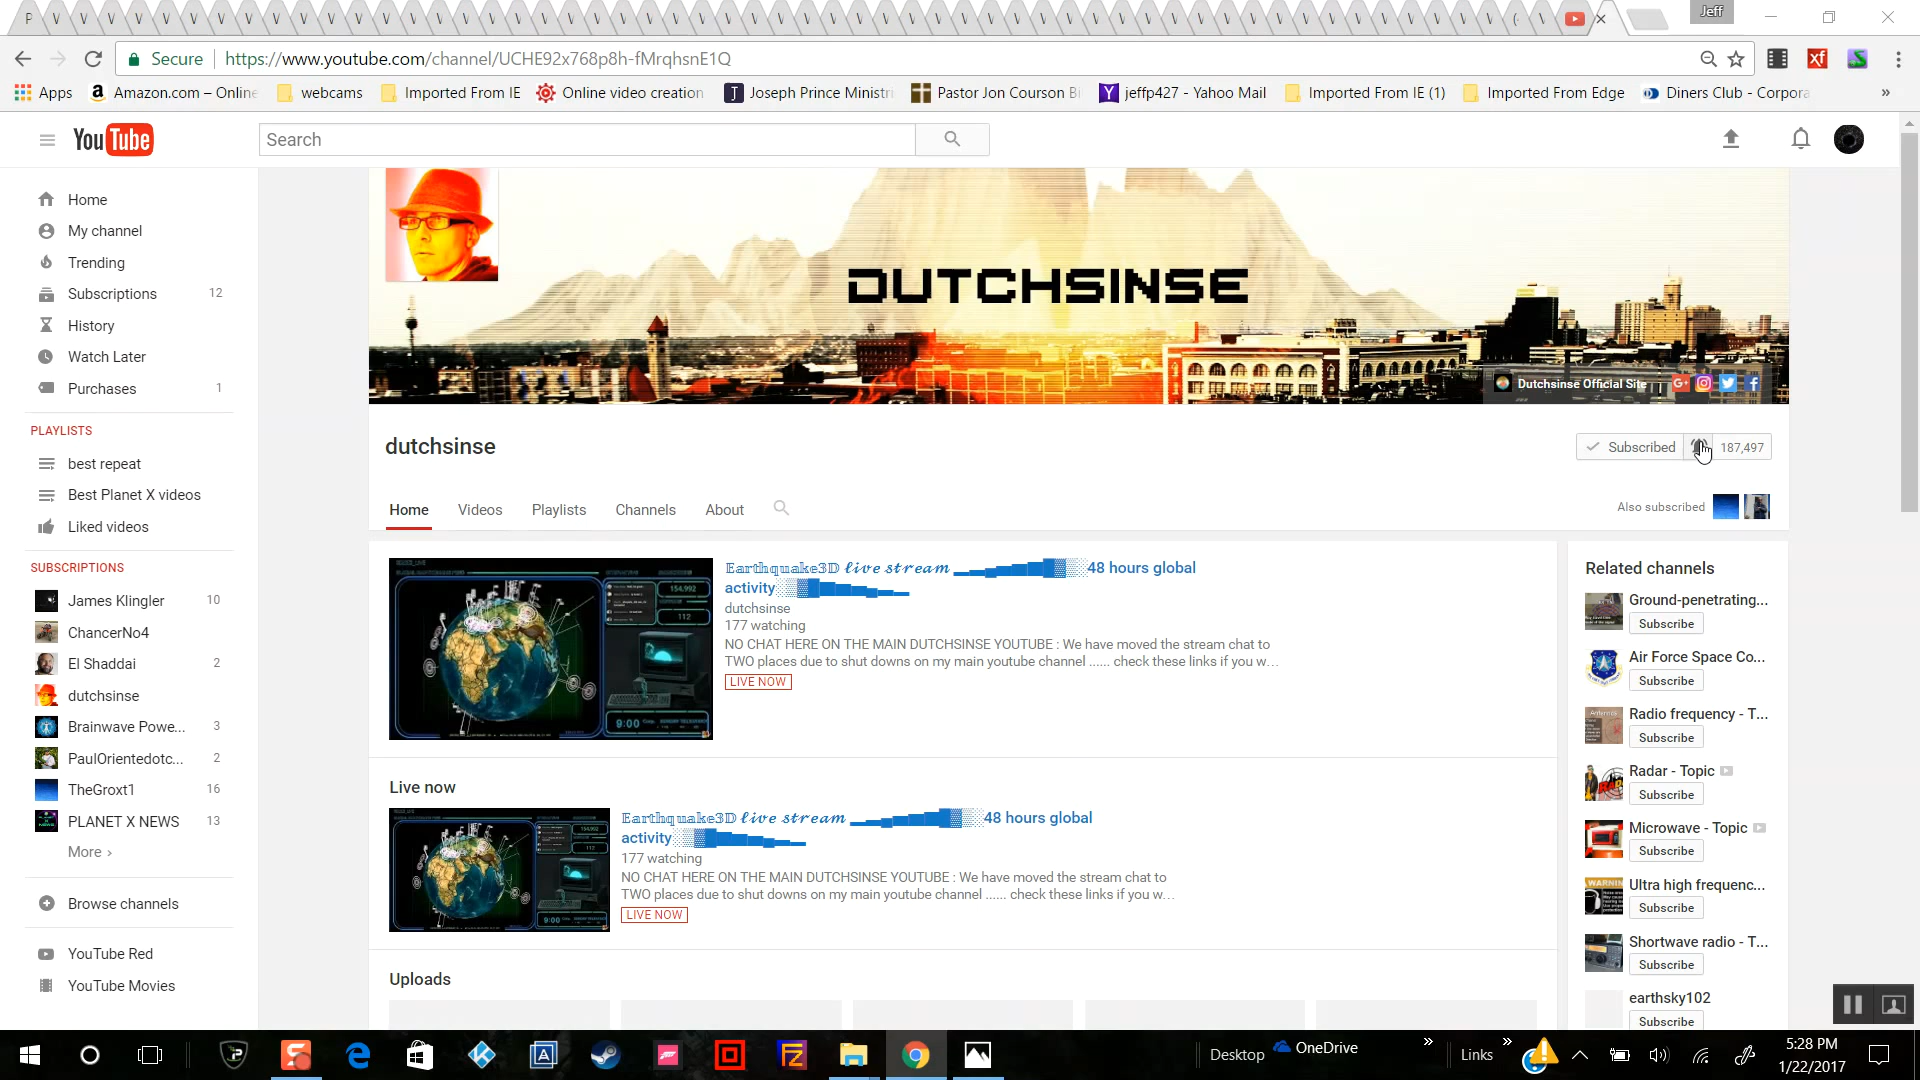 Jeff
Secure
https://www.youtube.com/channel/UCHE92x768p8h-fMrqhsnE1Q
Apps
Amazon.com – Online
webcams
Imported From IE
Online video creation
Joseph Prince Ministri
Pastor Jon Courson Bi
jeffp427 - Yahoo Mail
Imported From IE (1)
Imported From Edge
Diners Club - Corpora
»
YouTube
Search
Home
My channel
Trending
Subscriptions 12
History
Watch Later
Purchases 1
PLAYLISTS
best repeat
Best Planet X videos
Liked videos
SUBSCRIPTIONS
James Klingler 10
ChancerNo4
El Shaddai 2
dutchsinse
Brainwave Powe... 3
PaulOrientedotc... 2
TheGroxt1 16
PLANET X NEWS 13
More ›
Browse channels
YouTube Red
YouTube Movies
DUTCHSINSE
Dutchsinse Official Site
dutchsinse
Subscribed
187,497
Home Videos Playlists Channels About
Also subscribed
𝔼𝕒𝕣𝕥𝕙𝕢𝕦𝕒𝕜𝕖𝟛𝔻 𝓵𝓲𝓿𝓮 𝓼𝓽𝓻𝓮𝓪𝓶 ▂▂▃▄▅▆▇█▓▒░48 hours global
activity░▒▓█▇▆▅▄▃▂▂
dutchsinse
177 watching
NO CHAT HERE ON THE MAIN DUTCHSINSE YOUTUBE : We have moved the stream chat to
TWO places due to shut downs on my main youtube channel ...... check these links if you w...
LIVE NOW
154,992
112
9:00
Live now
𝔼𝕒𝕣𝕥𝕙𝕢𝕦𝕒𝕜𝕖𝟛𝔻 𝓵𝓲𝓿𝓮 𝓼𝓽𝓻𝓮𝓪𝓶 ▂▂▃▄▅▆▇█▓▒░48 hours global
activity░▒▓█▇▆▅▄▃▂▂
177 watching
NO CHAT HERE ON THE MAIN DUTCHSINSE YOUTUBE : We have moved the stream chat to
TWO places due to shut downs on my main youtube channel ...... check these links if you w...
LIVE NOW
154,992
112
9:00
Uploads
Related channels
Ground-penetrating...
Subscribe
Air Force Space Co...
Subscribe
Radio frequency - T...
Subscribe
Radar - Topic
Subscribe
Microwave - Topic
Subscribe
Ultra high frequenc...
Subscribe
Shortwave radio - T...
Subscribe
earthsky102
Subscribe
Desktop
OneDrive
»
Links
»
5:28 PM
1/22/2017